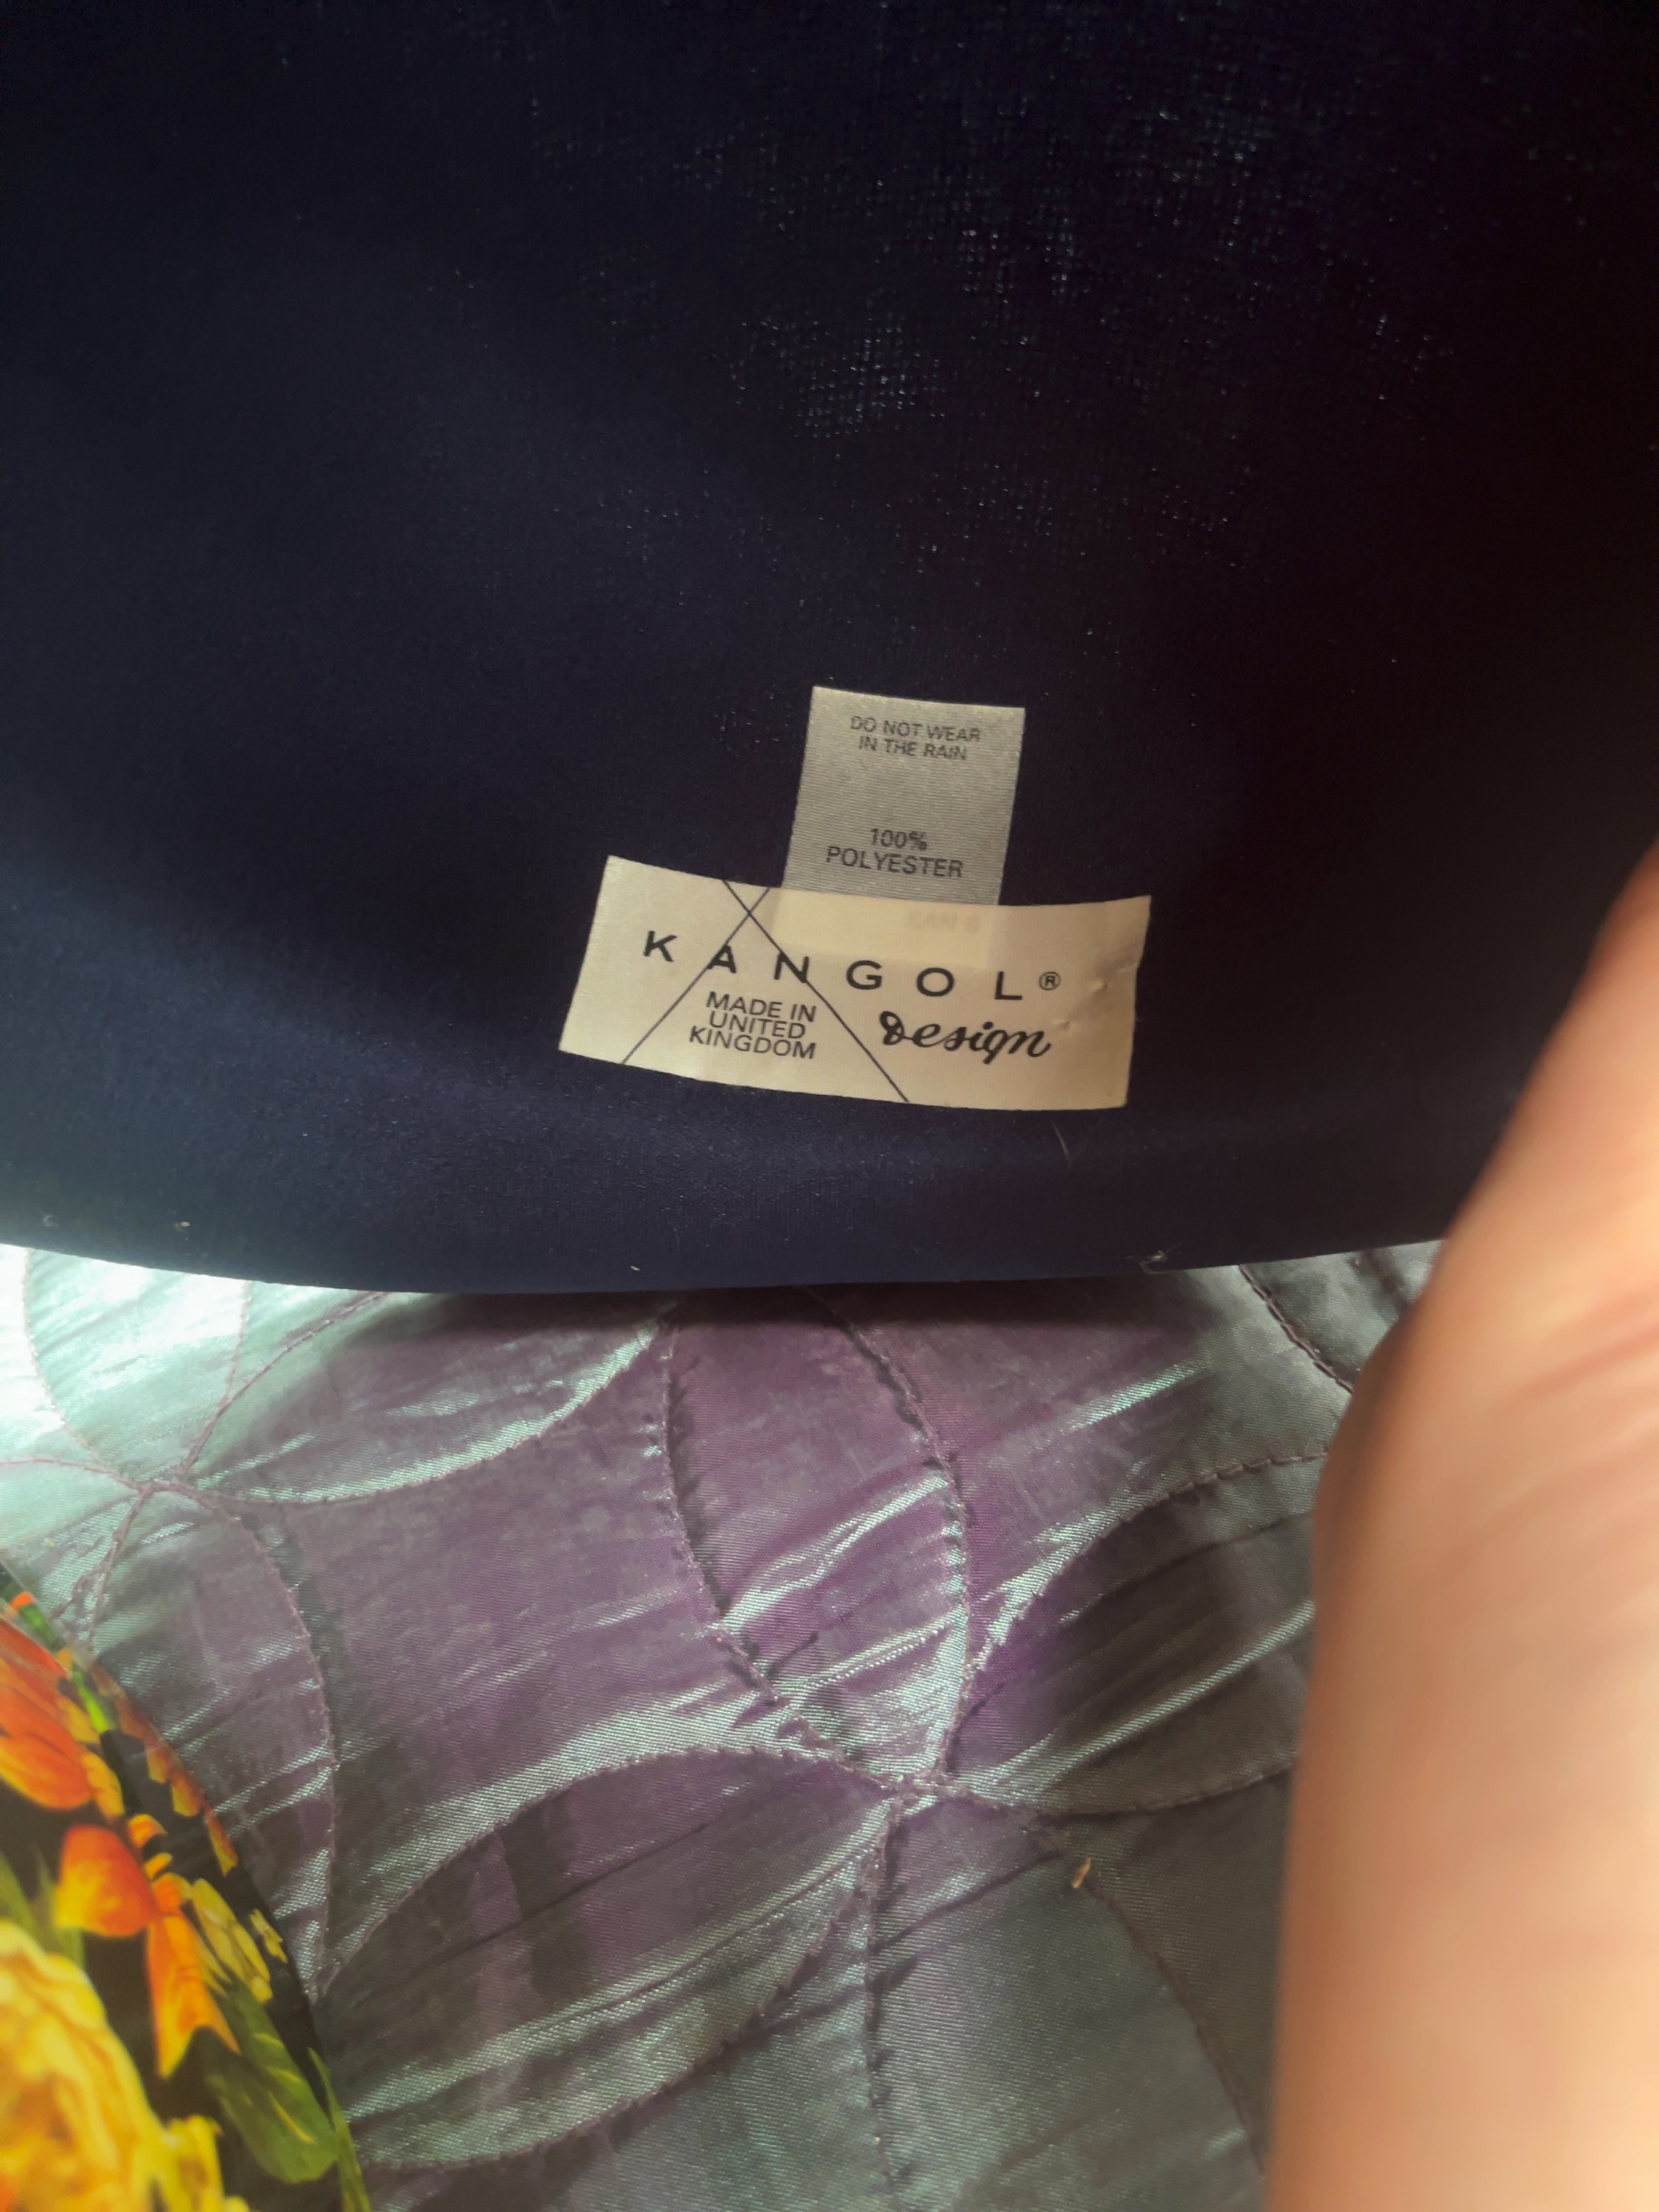 DO NOT WEAR
IN THE RAIN
100%
POLYESTER
KANGOL®
MADE IN
UNITED
KINGDOM
Design